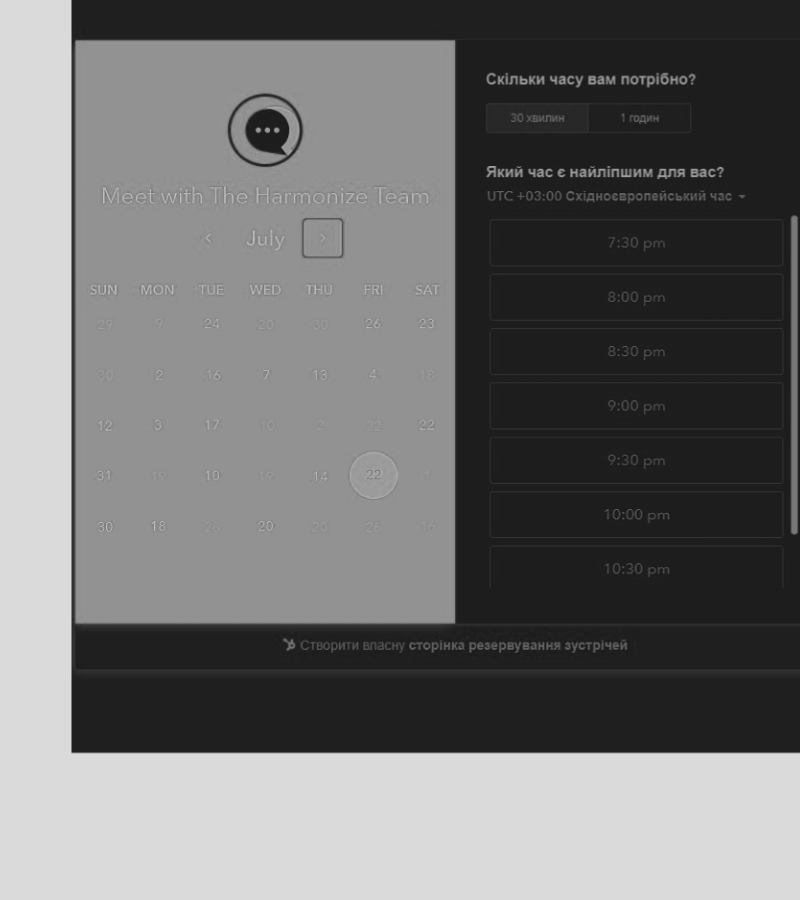 Meet with The Harmonize Team
July
SUN MON TUE WED THU FRI SAT
29 9 24 20 30 26 23
30 2 16 7 13 4 18
12 3 17 10 2 22 22
31 19 10 19 14 22
30 18 20 20 26 16
Скільки часу вам потрібно?
30 хвилин 1 годин
Який час є найліпшим для вас?
UTC +03:00 Східноєвропейський час
7:30 pm
8:00 pm
8:30 pm
9:00 pm
9:30 pm
10:00 pm
10:30 pm
Створити власну сторінка резервування зустрічей